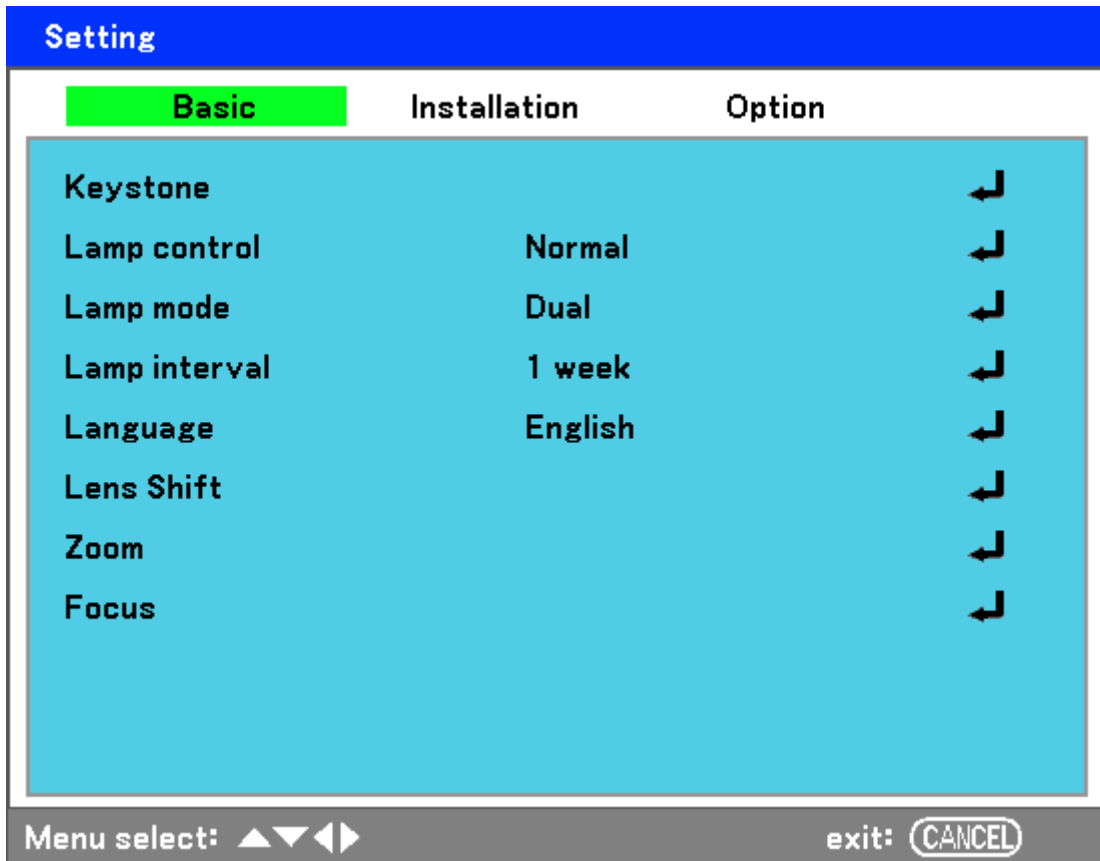 Setting
Basic Installation Option
Keystone
Lamp control Normal
Lamp mode Dual
Lamp interval 1 week
Language English
Lens Shift
Zoom
Focus
Menu select: ▲▼◀▶ exit: CANCEL